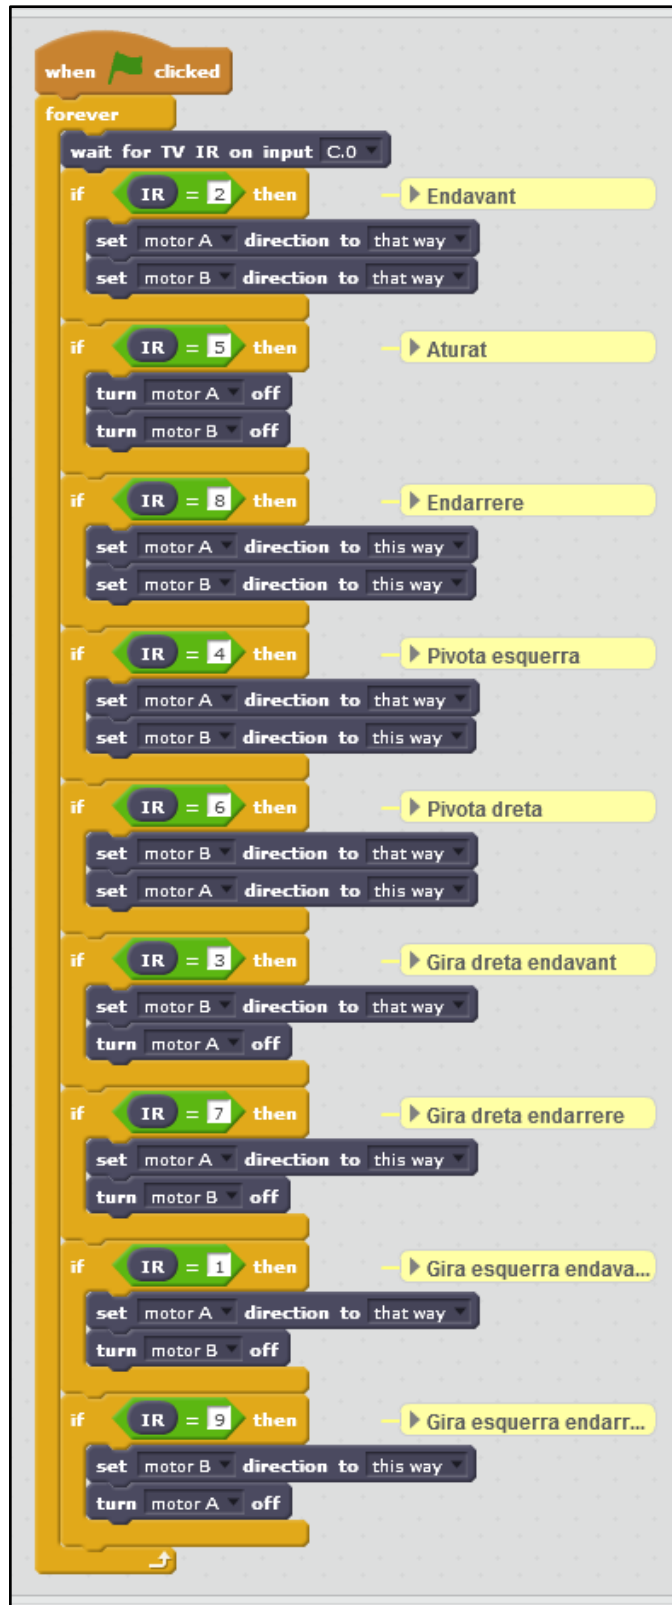 when clicked
forever
wait for TV IR on input C.0
if IR = 2 then Endavant
set motor A direction to that way
set motor B direction to that way
if IR = 5 then Aturat
turn motor A off
turn motor B off
if IR = 8 then Endarrere
set motor A direction to this way
set motor B direction to this way
if IR = 4 then Pivota esquerra
set motor A direction to that way
set motor B direction to this way
if IR = 6 then Pivota dreta
set motor B direction to that way
set motor A direction to this way
if IR = 3 then Gira dreta endavant
set motor B direction to that way
turn motor A off
if IR = 7 then Gira dreta endarrere
set motor A direction to this way
turn motor B off
if IR = 1 then Gira esquerra endava...
set motor A direction to that way
turn motor B off
if IR = 9 then Gira esquerra endarr...
set motor B direction to this way
turn motor A off